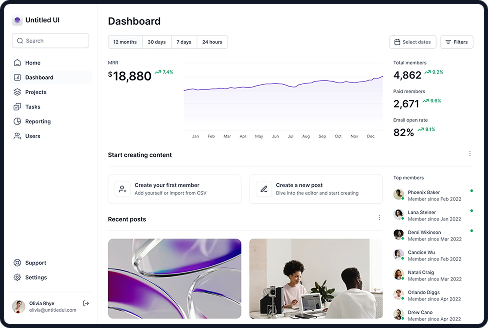 Untitled UI
Search
Home
Dashboard
Projects
Tasks
Reporting
Users
Support
Settings
Olivia Rhye
olivia@untitledui.com
Dashboard
12 months
30 days
7 days
24 hours
Select dates
Filters
MRR
$18,880
7.4%
Jan
Feb
Mar
Apr
May
Jun
Jul
Aug
Sep
Oct
Nov
Dec
Total members
4,862
9.2%
Paid members
2,671
6.6%
Email open rate
82%
8.1%
Start creating content
Create your first member
Add yourself or import from CSV
Create a new post
Dive into the editor and start creating
Recent posts
Top members
Phoenix Baker
Member since Feb 2022
Lana Steiner
Member since Jan 2022
Demi Wikinson
Member since Mar 2022
Candice Wu
Member since Feb 2022
Natali Craig
Member since Mar 2022
Orlando Diggs
Member since Apr 2022
Drew Cano
Member since Apr 2022